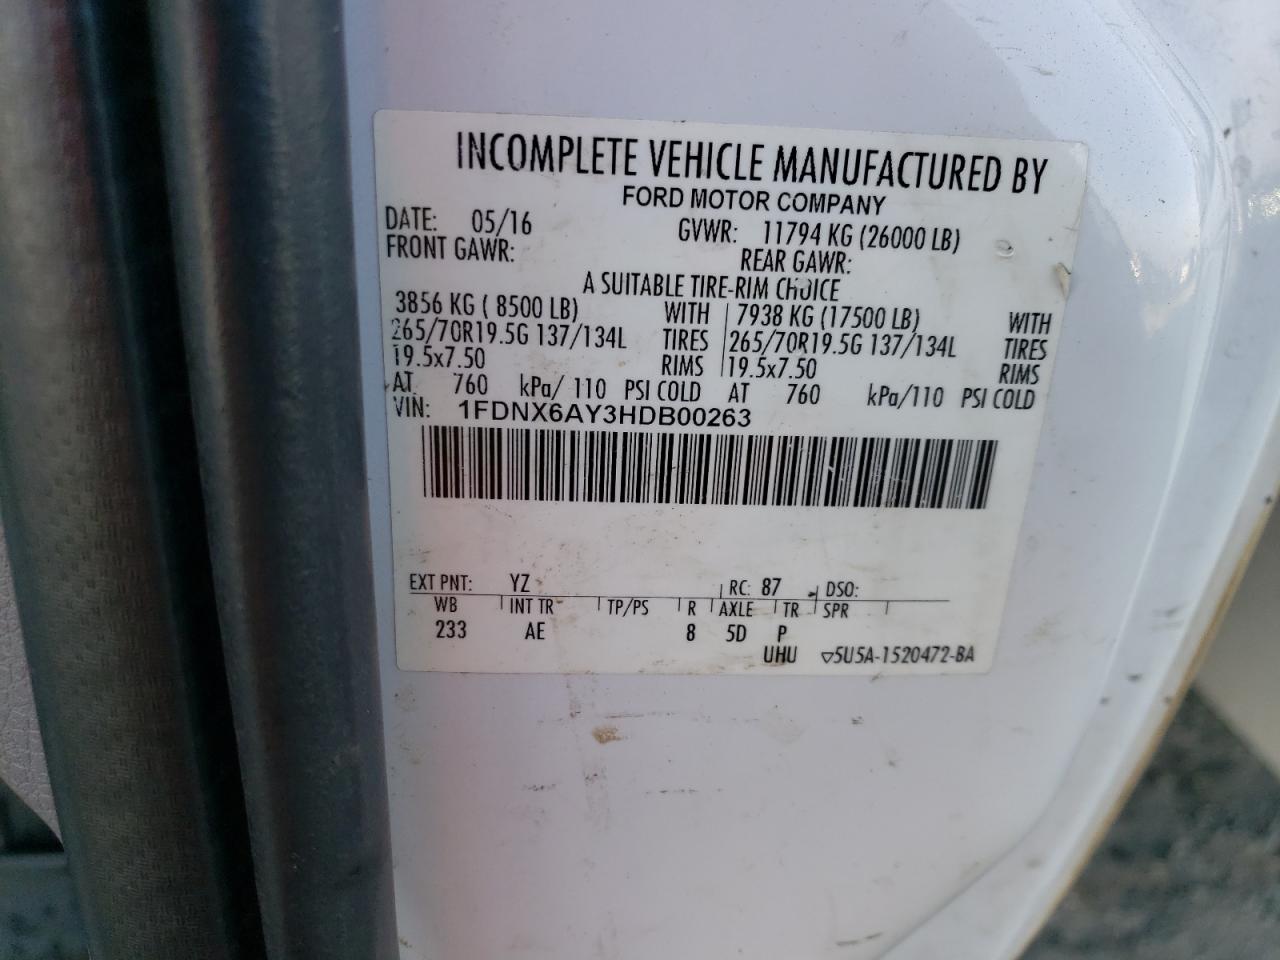 INCOMPLETE VEHICLE MANUFACTURED BY
FORD MOTOR COMPANY
DATE: 05/16 GVWR: 11794 KG (26000 LB)
FRONT GAWR: REAR GAWR:
A SUITABLE TIRE-RIM CHOICE
3856 KG ( 8500 LB) WITH 7938 KG (17500 LB) WITH
265/70R19.5G 137/134L TIRES 265/70R19.5G 137/134L TIRES
19.5x7.50 RIMS 19.5x7.50 RIMS
AT 760 kPa/ 110 PSI COLD AT 760 kPa/110 PSI COLD
VIN: 1FDNX6AY3HDB00263
EXT PNT: YZ RC: 87 DSO:
WB INT TR TP/PS R AXLE TR SPR
233 AE 8 5D P
UHU ▽5U5A-1520472-BA